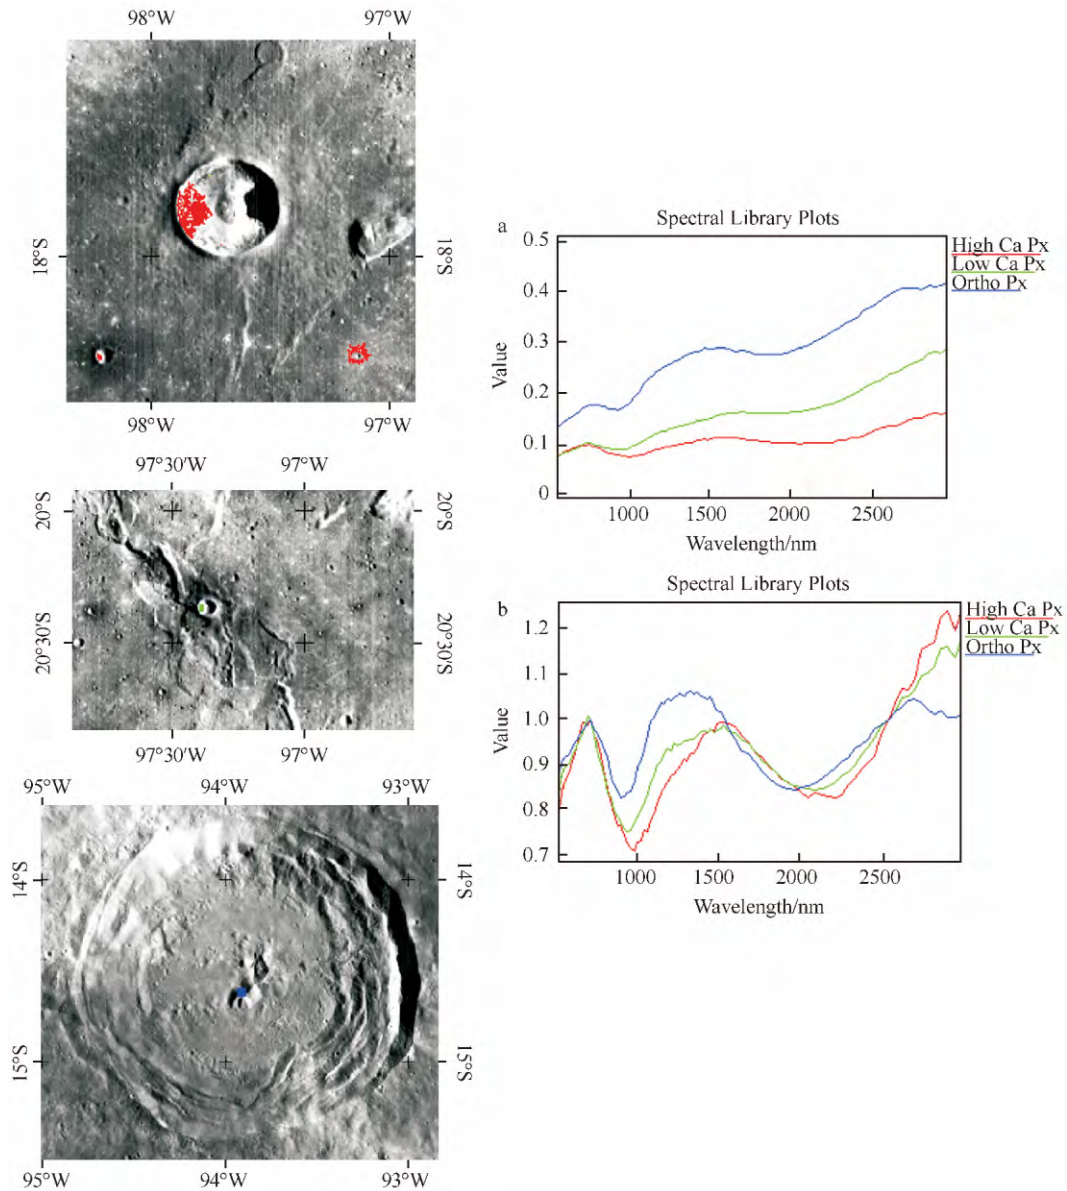 98°W 97°W
18°S 18°S
98°W 97°W
97°30'W 97°W
20°S 20°S
20°30'S 20°30'S
97°30'W 97°W
95°W 94°W 93°W
14°S 14°S
15°S 15°S
95°W 94°W 93°W
a Spectral Library Plots
0.5
High Ca Px
Low Ca Px
Ortho Px
0.4
0.3
Value
0.2
0.1
0
1000 1500 2000 2500
Wavelength/nm
b Spectral Library Plots
High Ca Px
Low Ca Px
Ortho Px
1.2
1.1
1.0
Value
0.9
0.8
0.7
1000 1500 2000 2500
Wavelength/nm